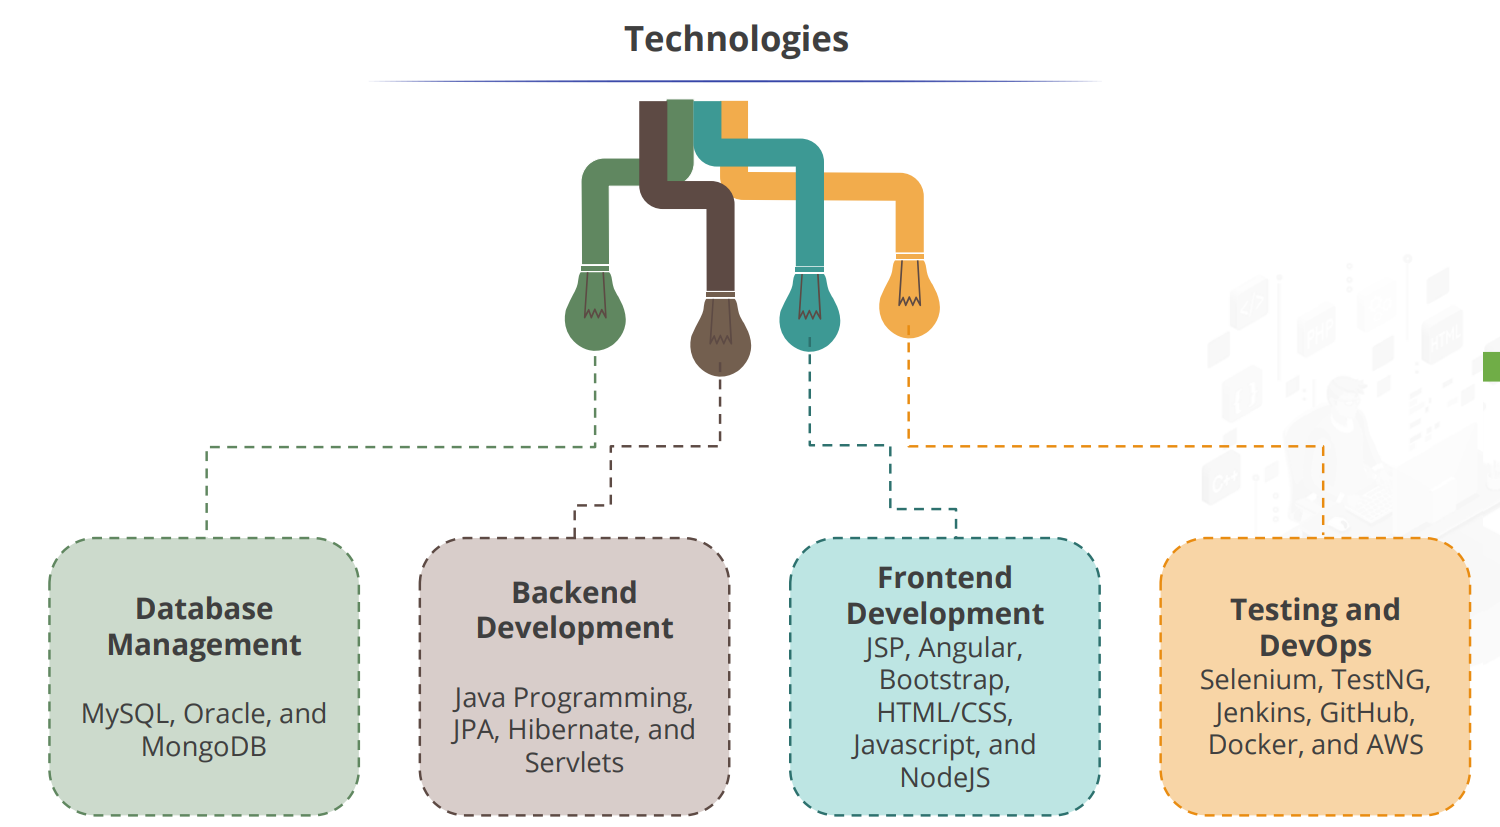 Technologies
Database
Management
MySQL, Oracle, and
MongoDB
Backend
Development
Java Programming,
JPA, Hibernate, and
Servlets
Frontend
Development
JSP, Angular,
Bootstrap,
HTML/CSS,
Javascript, and
NodeJS
Testing and
DevOps
Selenium, TestNG,
Jenkins, GitHub,
Docker, and AWS